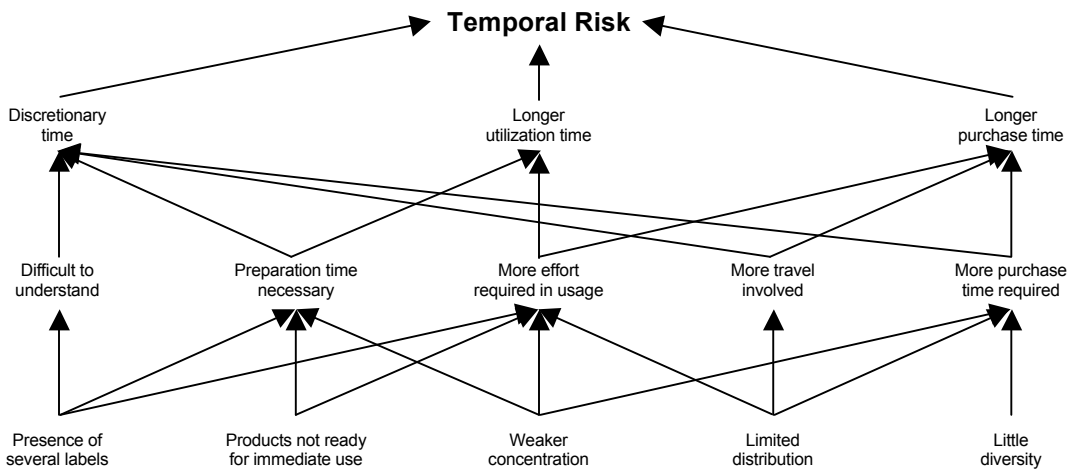 Temporal Risk
Discretionary
time
Longer
utilization time
Longer
purchase time
Difficult to
understand
Preparation time
necessary
More effort
required in usage
More travel
involved
More purchase
time required
Presence of
several labels
Products not ready
for immediate use
Weaker
concentration
Limited
distribution
Little
diversity